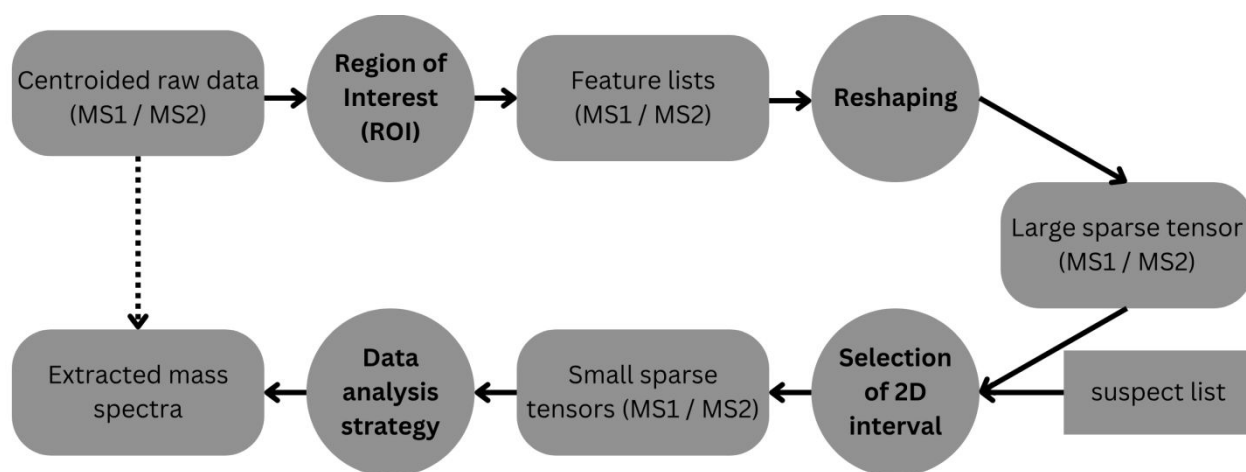 Centroided raw data
(MS1 / MS2)
Region of
Interest
(ROI)
Feature lists
(MS1 / MS2)
Reshaping
Large sparse tensor
(MS1 / MS2)
Extracted mass
spectra
Data
analysis
strategy
Small sparse
tensors (MS1 / MS2)
Selection
of 2D
interval
suspect list